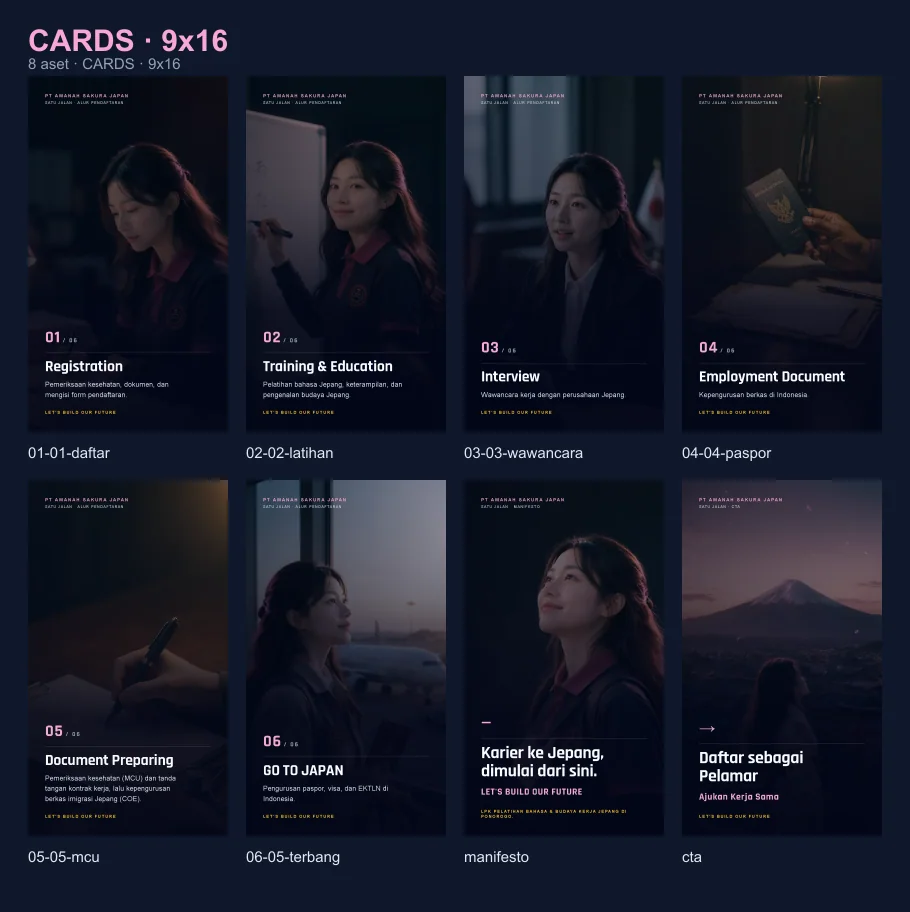 CARDS · 9x16
8 aset · CARDS · 9x16
PT AWANAH SAKURA JAPAN
SATU JALAN · ALUR PENDAFTARAN
01 / 06
Registration
Pemeriksaan kesehatan, dokumen, dan
mengisi form pendaftaran.
LET'S BUILD OUR FUTURE
01-01-daftar
PT AWANAH SAKURA JAPAN
SATU JALAN · ALUR PENDAFTARAN
02 / 06
Training & Education
Pelatihan bahasa Jepang, keterampilan, dan
pengenalan budaya Jepang.
LET'S BUILD OUR FUTURE
02-02-latihan
PT AWANAH SAKURA JAPAN
SATU JALAN · ALUR PENDAFTARAN
03 / 06
Interview
Wawancara kerja dengan perusahaan Jepang.
LET'S BUILD OUR FUTURE
03-03-wawancara
PT AWANAH SAKURA JAPAN
SATU JALAN · ALUR PENDAFTARAN
04 / 06
Employment Document
Kepengurusan berkas di Indonesia.
LET'S BUILD OUR FUTURE
04-04-paspor
PT AWANAH SAKURA JAPAN
SATU JALAN · ALUR PENDAFTARAN
05 / 06
Document Preparing
Pemeriksaan kesehatan (MCU) dan tanda
tangan kontrak kerja, lalu kepengurusan
berkas imigrasi Jepang (COE).
LET'S BUILD OUR FUTURE
05-05-mcu
PT AWANAH SAKURA JAPAN
SATU JALAN · ALUR PENDAFTARAN
06 / 06
GO TO JAPAN
Pengurusan paspor, visa, dan EKTLN di
Indonesia.
LET'S BUILD OUR FUTURE
06-05-terbang
PT AWANAH SAKURA JAPAN
SATU JALAN · MANIFESTO
—
Karier ke Jepang,
dimulai dari sini.
LET'S BUILD OUR FUTURE
LPK PELATIHAN BAHASA & BUDAYA KERJA JEPANG DI
PONOROGO.
manifesto
PT AWANAH SAKURA JAPAN
SATU JALAN · CTA
→
Daftar sebagai
Pelamar
Ajukan Kerja Sama
LET'S BUILD OUR FUTURE
cta